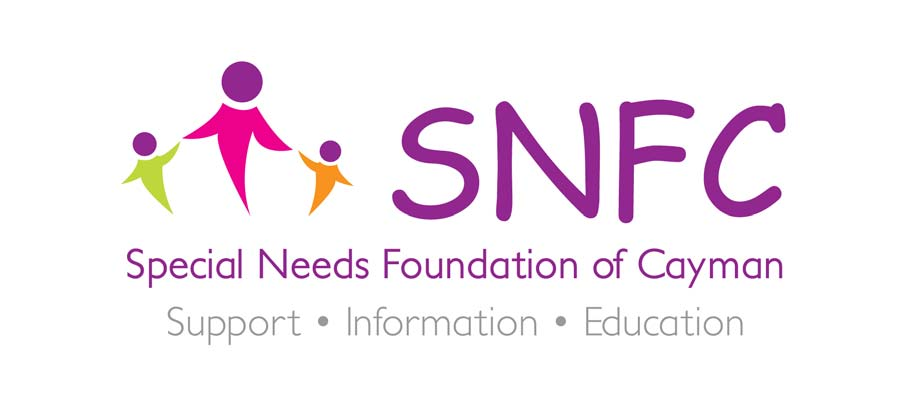 SNFC
Special Needs Foundation of Cayman
Support • Information • Education